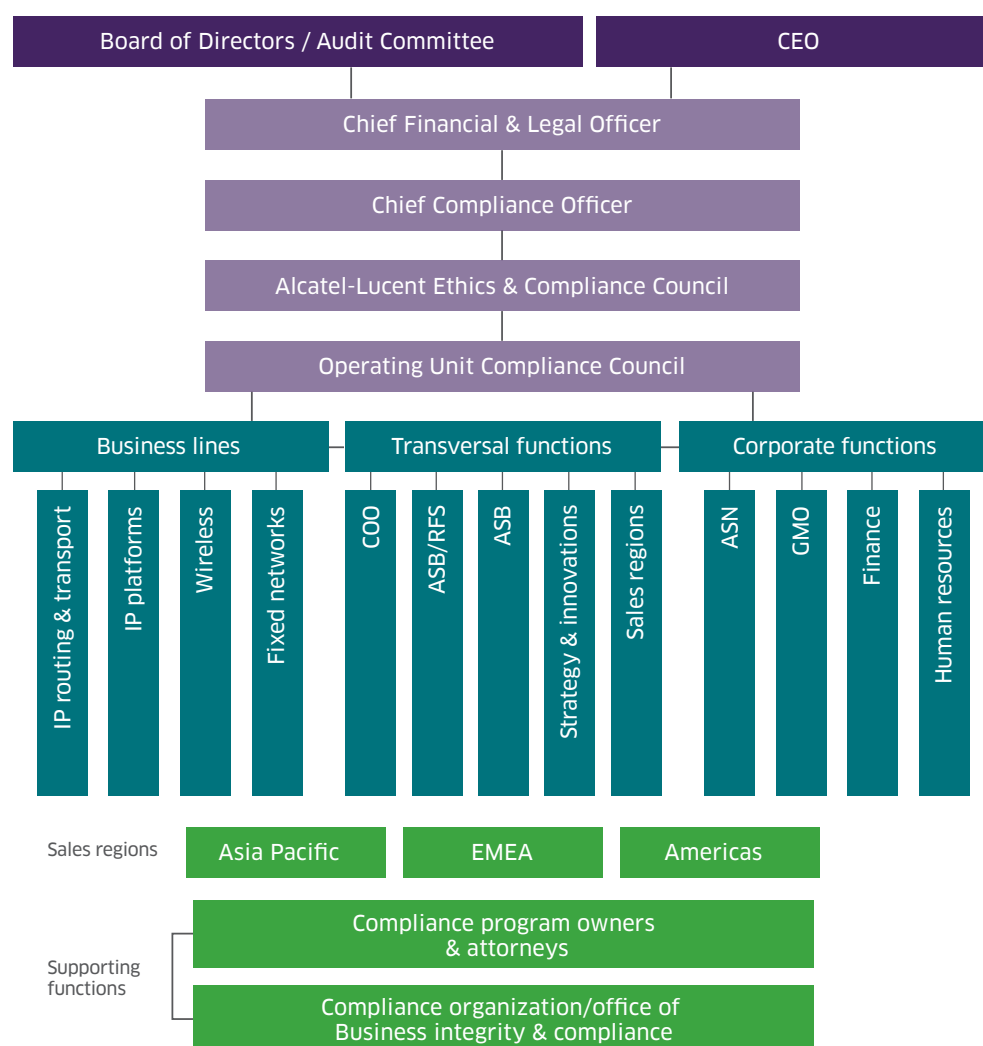 Board of Directors / Audit Committee
CEO
Chief Financial & Legal Officer
Chief Compliance Officer
Alcatel-Lucent Ethics & Compliance Council
Operating Unit Compliance Council
Business lines
Transversal functions
Corporate functions
IP routing & transport
IP platforms
Wireless
Fixed networks
COO
ASB/RFS
ASB
Strategy & innovations
Sales regions
ASN
GMO
Finance
Human resources
Sales regions
Asia Pacific
EMEA
Americas
Supporting
functions
Compliance program owners
& attorneys
Compliance organization/office of
Business integrity & compliance